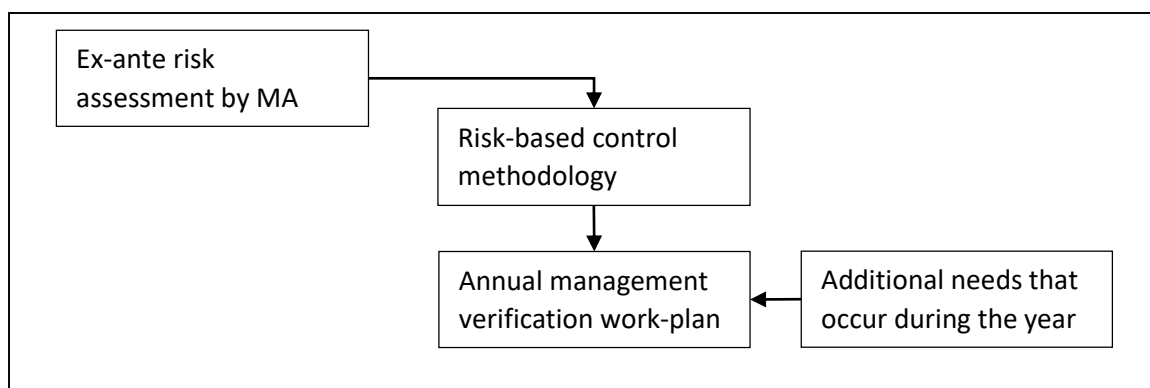 Ex-ante risk
assessment by MA
Risk-based control
methodology
Annual management
verification work-plan
Additional needs that
occur during the year